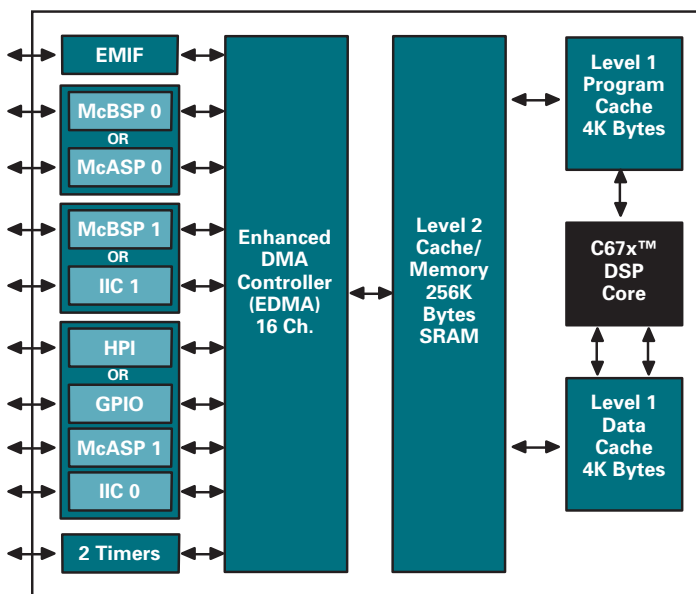 EMIF
McBSP 0
OR
McASP 0
McBSP 1
OR
IIC 1
HPI
OR
GPIO
McASP 1
IIC 0
2 Timers
Enhanced
DMA
Controller
(EDMA)
16 Ch.
Level 2
Cache/
Memory
256K
Bytes
SRAM
Level 1
Program
Cache
4K Bytes
C67x™
DSP
Core
Level 1
Data
Cache
4K Bytes